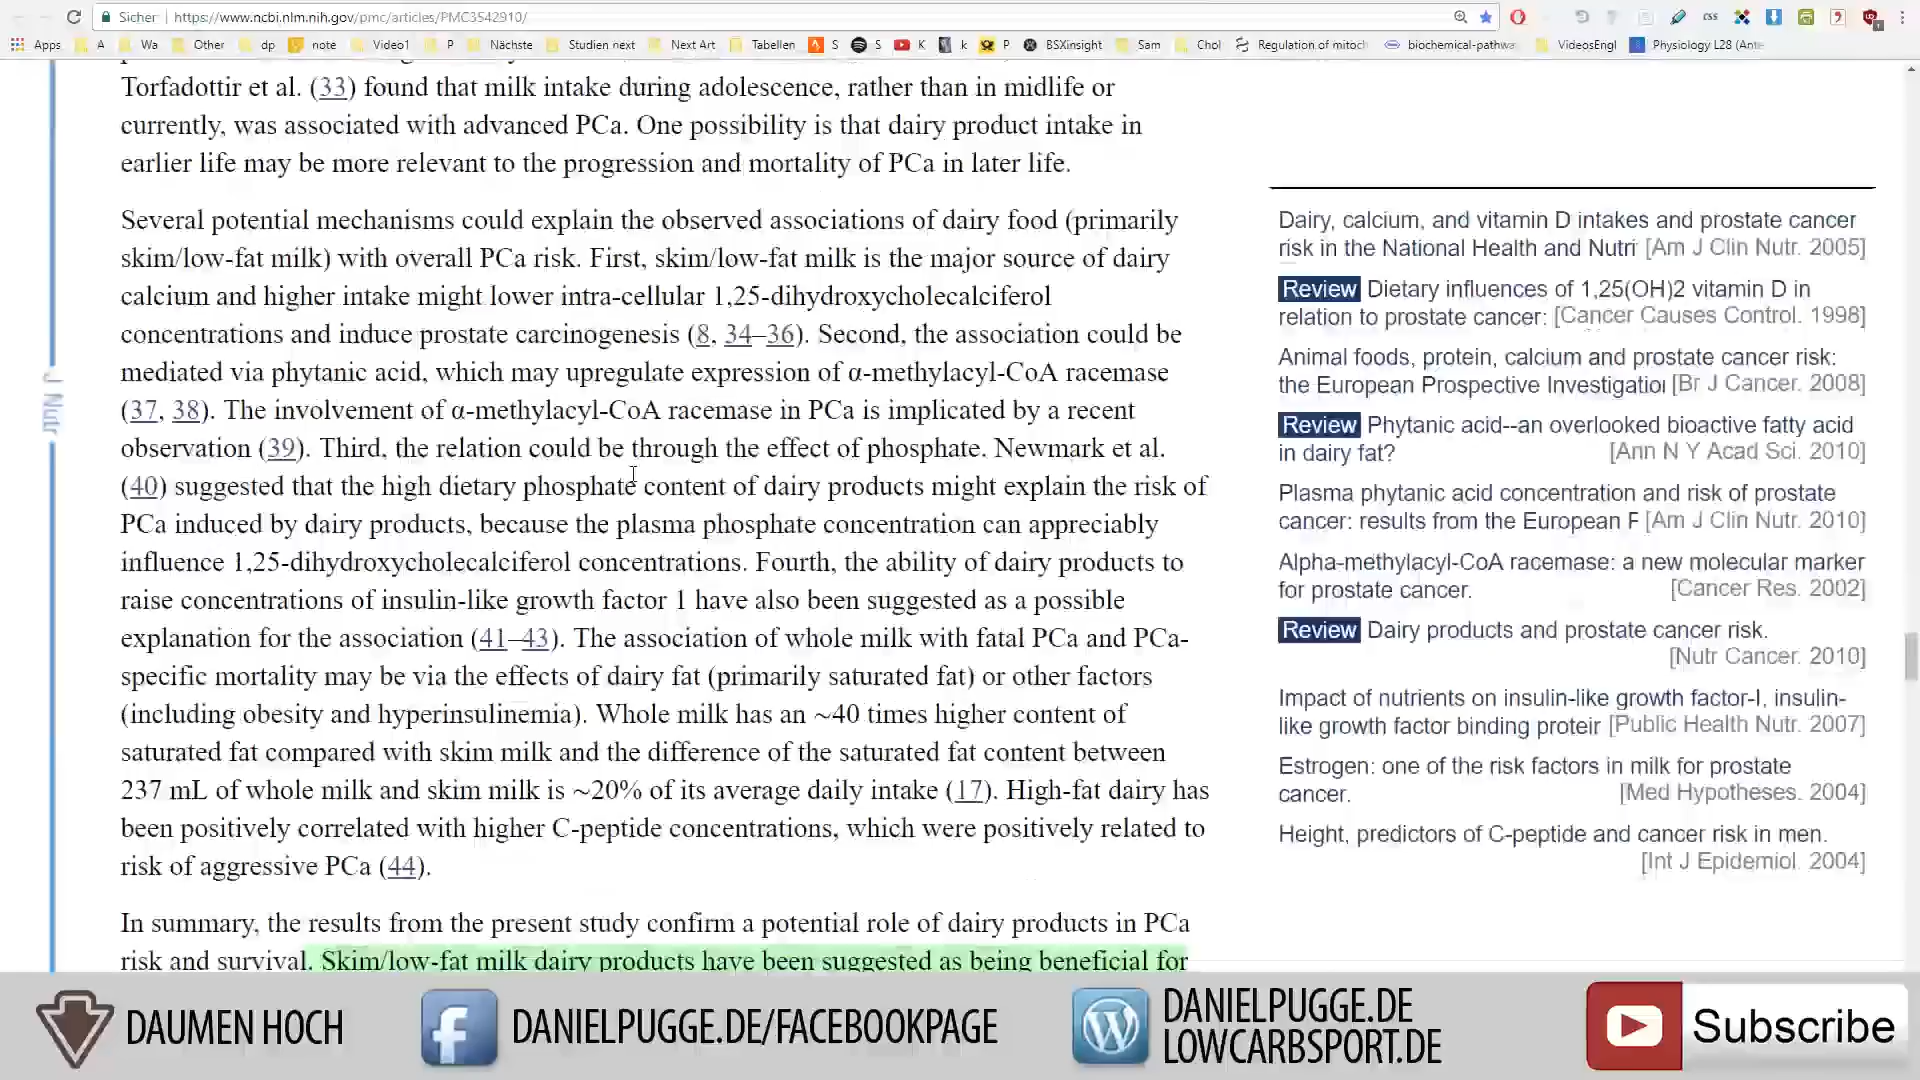 Sicher
https://www.ncbi.nlm.nih.gov/pmc/articles/PMC3542910/
Apps A Wa Other dp note Video1 P Nächste Studien next Next Art Tabellen S S K k P BSXinsight Sam Chol Regulation of mitoch biochemical-pathwa VideosEngl Physiology L28 (Ante
Torfadottir et al. (33) found that milk intake during adolescence, rather than in midlife or
currently, was associated with advanced PCa. One possibility is that dairy product intake in
earlier life may be more relevant to the progression and mortality of PCa in later life.
Several potential mechanisms could explain the observed associations of dairy food (primarily
skim/low-fat milk) with overall PCa risk. First, skim/low-fat milk is the major source of dairy
calcium and higher intake might lower intra-cellular 1,25-dihydroxycholecalciferol
concentrations and induce prostate carcinogenesis (8, 34–36). Second, the association could be
mediated via phytanic acid, which may upregulate expression of α-methylacyl-CoA racemase
(37, 38). The involvement of α-methylacyl-CoA racemase in PCa is implicated by a recent
observation (39). Third, the relation could be through the effect of phosphate. Newmark et al.
(40) suggested that the high dietary phosphate content of dairy products might explain the risk of
PCa induced by dairy products, because the plasma phosphate concentration can appreciably
influence 1,25-dihydroxycholecalciferol concentrations. Fourth, the ability of dairy products to
raise concentrations of insulin-like growth factor 1 have also been suggested as a possible
explanation for the association (41–43). The association of whole milk with fatal PCa and PCa-
specific mortality may be via the effects of dairy fat (primarily saturated fat) or other factors
(including obesity and hyperinsulinemia). Whole milk has an ~40 times higher content of
saturated fat compared with skim milk and the difference of the saturated fat content between
237 mL of whole milk and skim milk is ~20% of its average daily intake (17). High-fat dairy has
been positively correlated with higher C-peptide concentrations, which were positively related to
risk of aggressive PCa (44).
In summary, the results from the present study confirm a potential role of dairy products in PCa
risk and survival. Skim/low-fat milk dairy products have been suggested as being beneficial for
J Nutr
Dairy, calcium, and vitamin D intakes and prostate cancer
risk in the National Health and Nutri [Am J Clin Nutr. 2005]
Review Dietary influences of 1,25(OH)2 vitamin D in
relation to prostate cancer: [Cancer Causes Control. 1998]
Animal foods, protein, calcium and prostate cancer risk:
the European Prospective Investigatio [Br J Cancer. 2008]
Review Phytanic acid--an overlooked bioactive fatty acid
in dairy fat? [Ann N Y Acad Sci. 2010]
Plasma phytanic acid concentration and risk of prostate
cancer: results from the European [Am J Clin Nutr. 2010]
Alpha-methylacyl-CoA racemase: a new molecular marker
for prostate cancer. [Cancer Res. 2002]
Review Dairy products and prostate cancer risk.
[Nutr Cancer. 2010]
Impact of nutrients on insulin-like growth factor-I, insulin-
like growth factor binding protein [Public Health Nutr. 2007]
Estrogen: one of the risk factors in milk for prostate
cancer. [Med Hypotheses. 2004]
Height, predictors of C-peptide and cancer risk in men.
[Int J Epidemiol. 2004]
DAUMEN HOCH
DANIELPUGGE.DE/FACEBOOKPAGE
DANIELPUGGE.DE
LOWCARBSPORT.DE
Subscribe